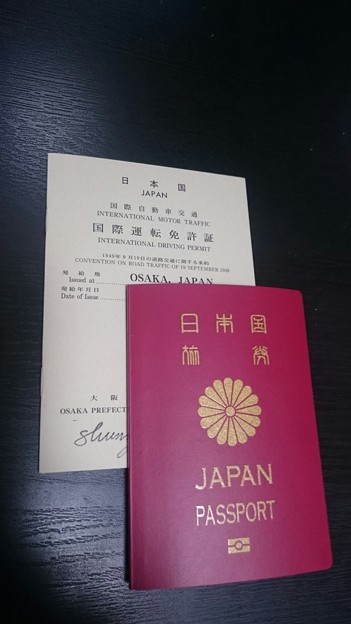 日本国
JAPAN
国際自動車交通
INTERNATIONAL MOTOR TRAFFIC
国際運転免許証
INTERNATIONAL DRIVING PERMIT
1949年9月19日の道路交通に関する条約
CONVENTION ON ROAD TRAFFIC OF 19 SEPTEMBER 1949
発給地
Issued at OSAKA, JAPAN
発給年月日
Date of Issue
大阪
OSAKA PREFECT
日本国
旅券
JAPAN
PASSPORT